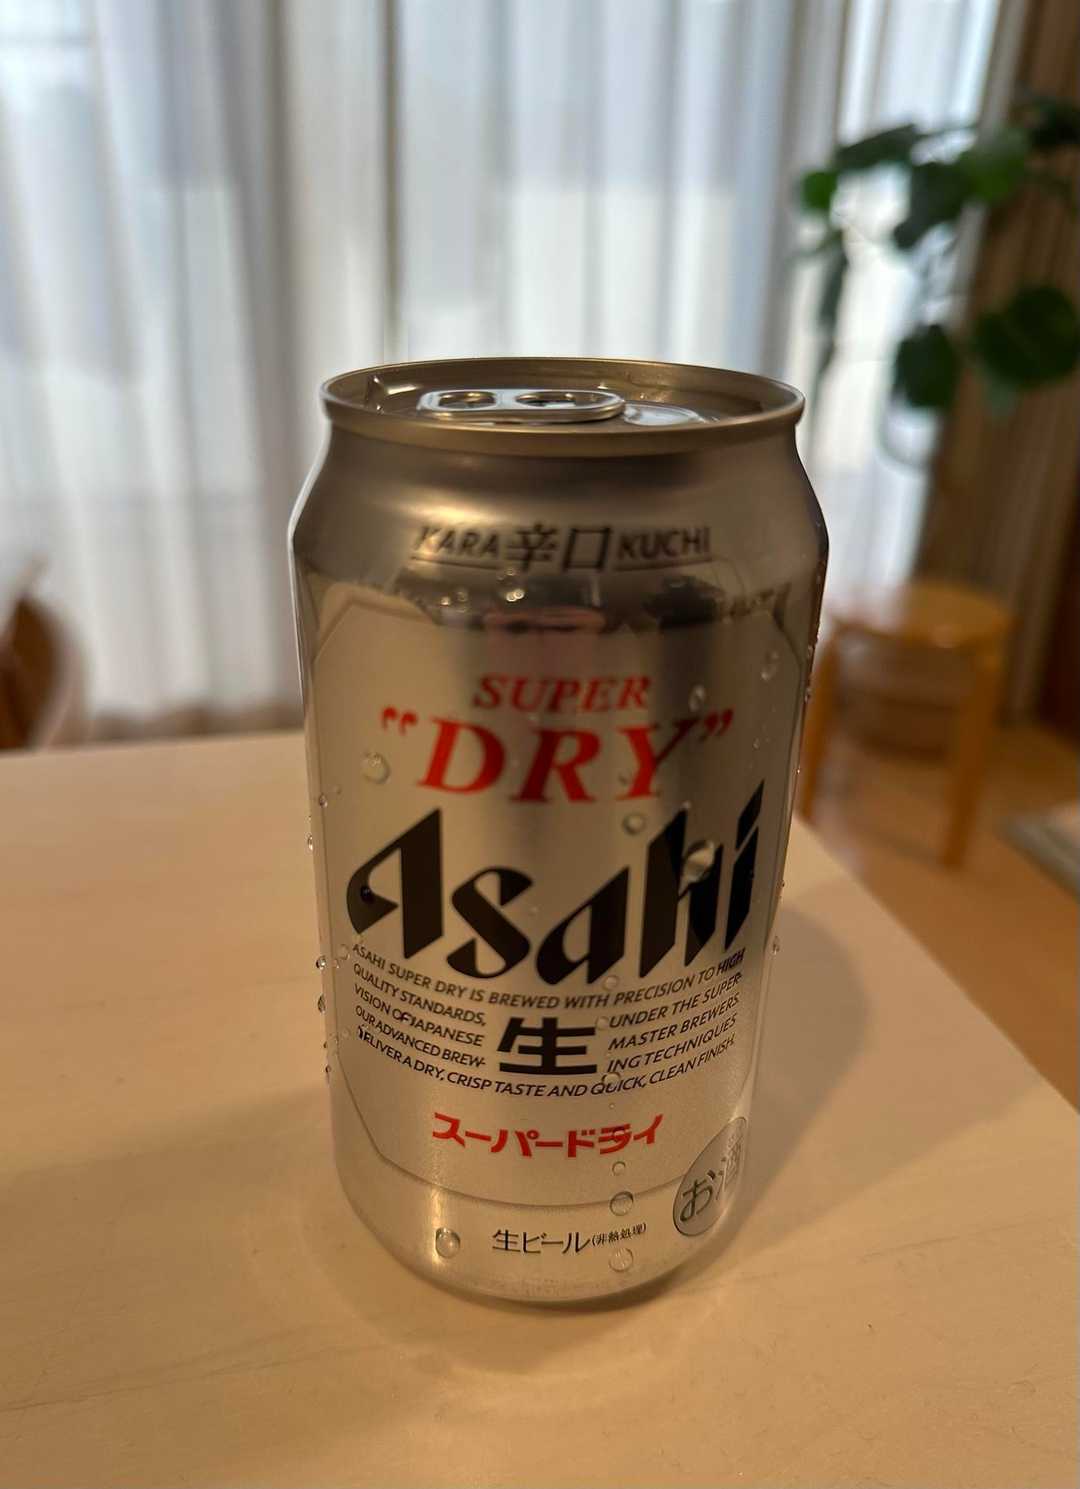 KARA 辛口 KUCHI
SUPER
"DRY"
Asahi
ASAHI SUPER DRY IS BREWED WITH PRECISION TO HIGH
QUALITY STANDARDS, UNDER THE SUPER-
VISION OF JAPANESE MASTER BREWERS.
OUR ADVANCED BREW- ING TECHNIQUES
DELIVER A DRY, CRISP TASTE AND QUICK, CLEAN FINISH.
生
スーパードライ
お酒
生ビール(非熱処理)